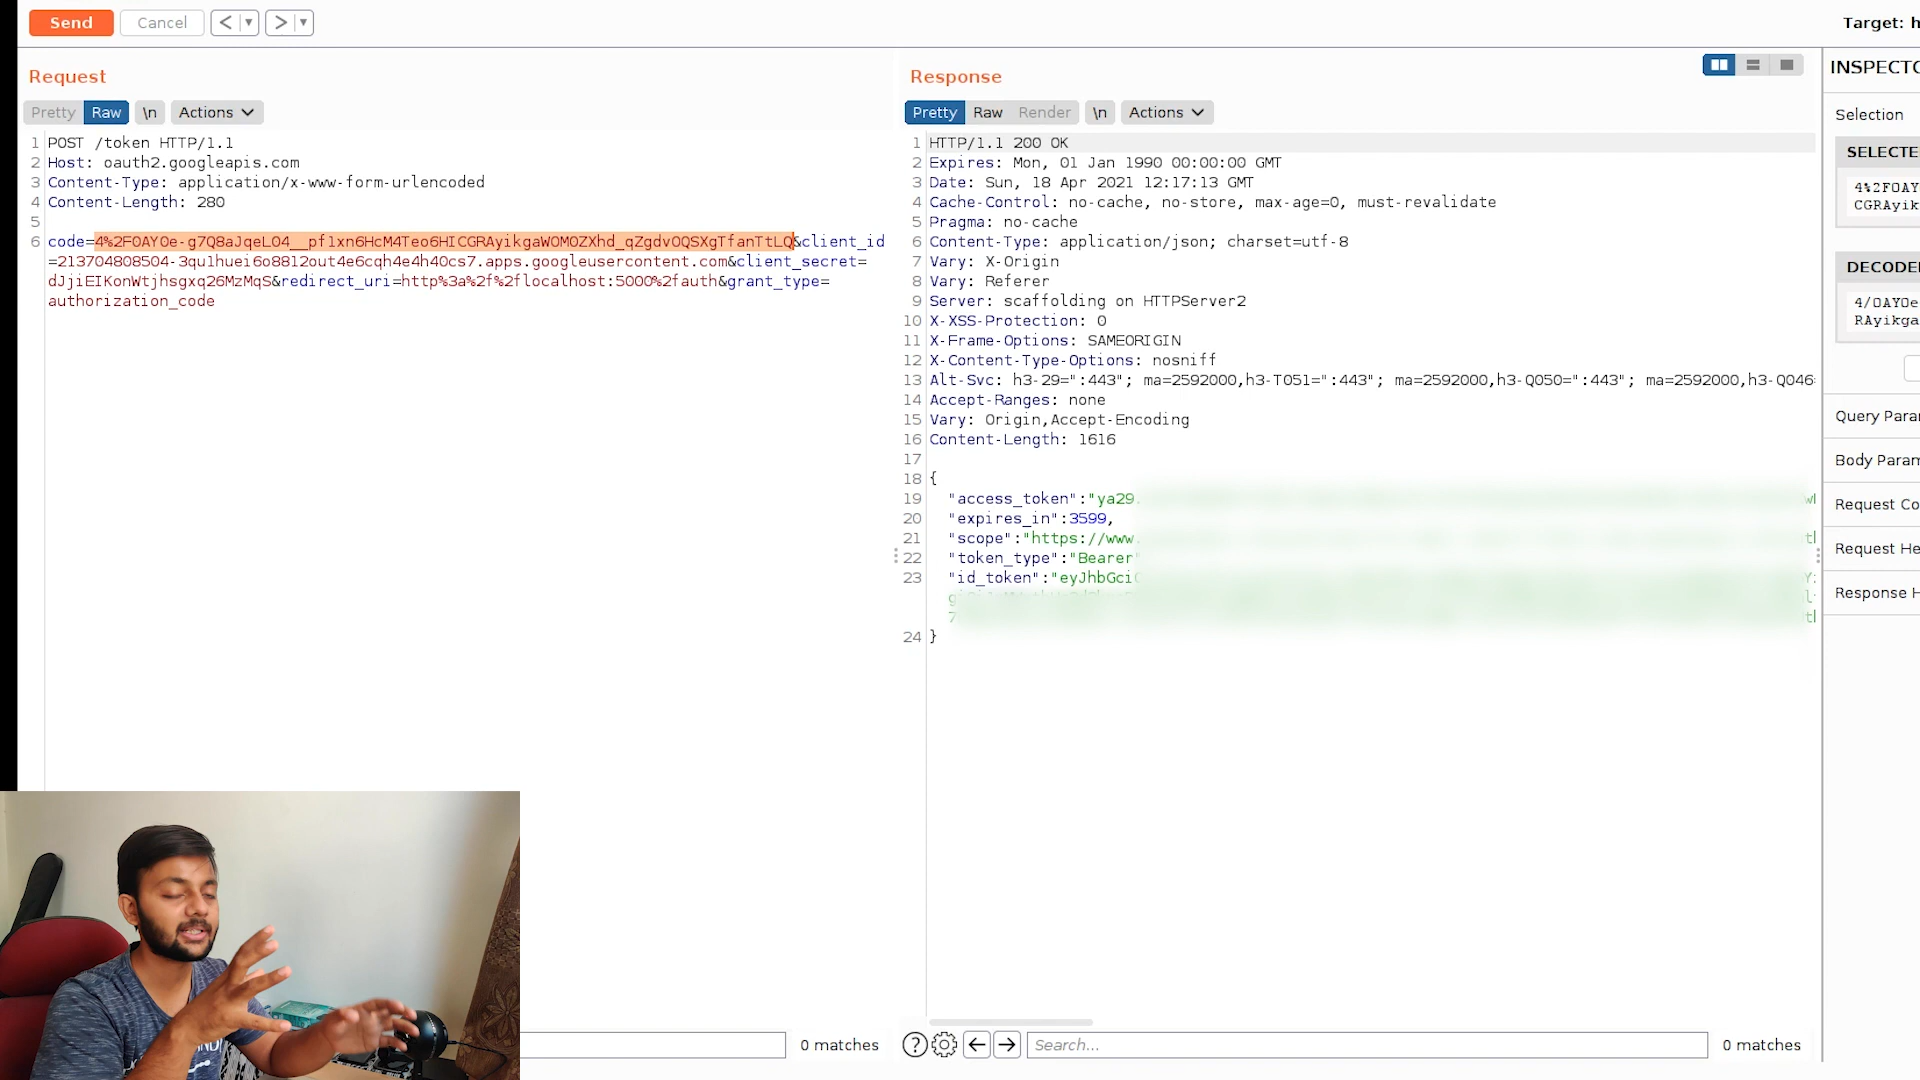 Send Cancel < ▾ > ▾ Target: h
Request
Pretty Raw \n Actions
1 POST /token HTTP/1.1
2 Host: oauth2.googleapis.com
3 Content-Type: application/x-www-form-urlencoded
4 Content-Length: 280
5
6 code=4%2F0AY0e-g7Q8aJqeLO4__pf1xn6HcM4Teo6HICGRAyikgaWOM0ZXhd_qZgdvOQSXgTfanTtLQ&client_id
=213704808504-3qu1huei6o8812out4e6cqh4e4h40cs7.apps.googleusercontent.com&client_secret=
dJjiEIKonWtjhsgxq26MzMqS&redirect_uri=http%3a%2f%2flocalhost:5000%2fauth&grant_type=
authorization_code
0 matches
Response
Pretty Raw Render \n Actions
1 HTTP/1.1 200 OK
2 Expires: Mon, 01 Jan 1990 00:00:00 GMT
3 Date: Sun, 18 Apr 2021 12:17:13 GMT
4 Cache-Control: no-cache, no-store, max-age=0, must-revalidate
5 Pragma: no-cache
6 Content-Type: application/json; charset=utf-8
7 Vary: X-Origin
8 Vary: Referer
9 Server: scaffolding on HTTPServer2
10 X-XSS-Protection: 0
11 X-Frame-Options: SAMEORIGIN
12 X-Content-Type-Options: nosniff
13 Alt-Svc: h3-29=":443"; ma=2592000,h3-T051=":443"; ma=2592000,h3-Q050=":443"; ma=2592000,h3-Q046=
14 Accept-Ranges: none
15 Vary: Origin,Accept-Encoding
16 Content-Length: 1616
17
18 {
19 "access_token":"ya29.
20 "expires_in":3599,
21 "scope":"https://www.
22 "token_type":"Bearer"
23 "id_token":"eyJhbGci
24 }
Search...
0 matches
INSPECTO
Selection
SELECTE
4%2F0AY0
CGRAyik
DECODE
4/0AY0e
RAyikga
Query Para
Body Param
Request Co
Request He
Response H